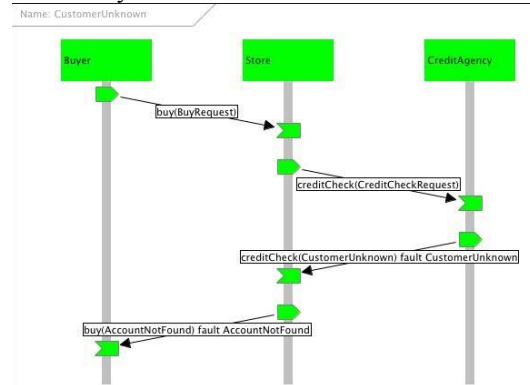 Name: CustomerUnknown
Buyer
Store
CreditAgency
buy(BuyRequest)
creditCheck(CreditCheckRequest)
creditCheck(CustomerUnknown) fault CustomerUnknown
buy(AccountNotFound) fault AccountNotFound